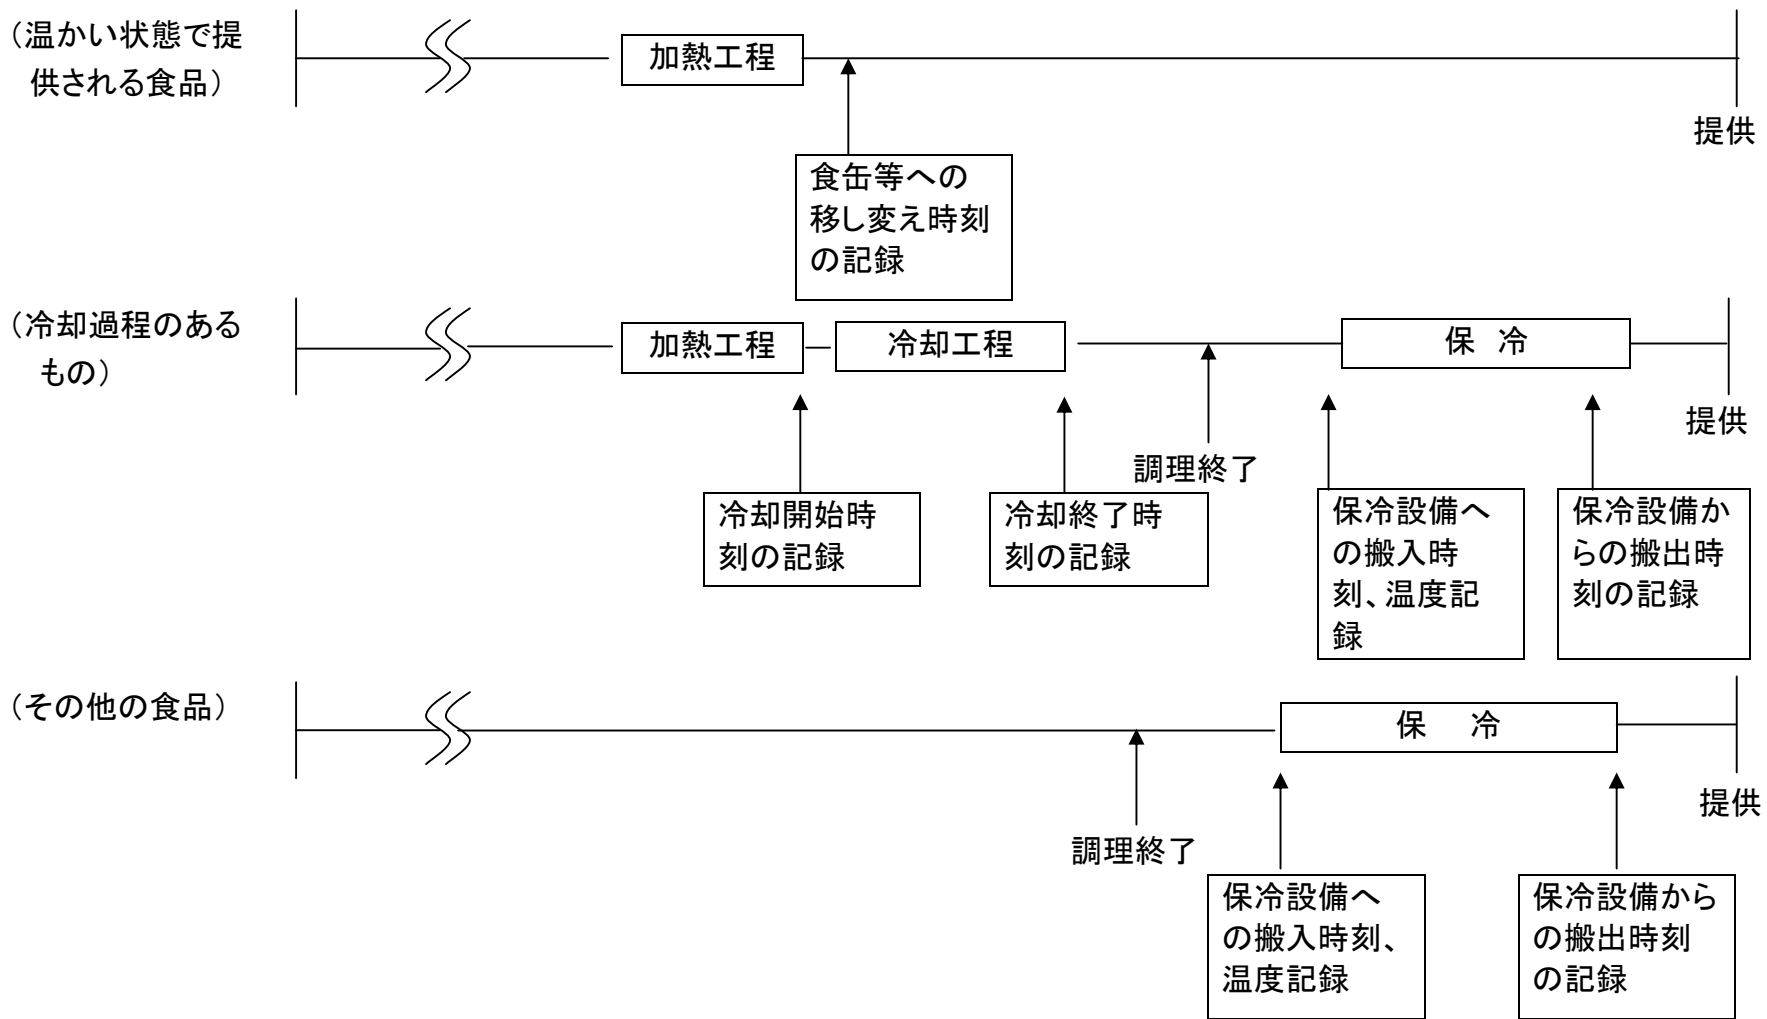 （温かい状態で提
供される食品）
加熱工程
提供
食缶等への
移し変え時刻
の記録
（冷却過程のある
もの）
加熱工程
冷却工程
保 冷
提供
調理終了
冷却開始時
刻の記録
冷却終了時
刻の記録
保冷設備へ
の搬入時
刻、温度記
録
保冷設備か
らの搬出時
刻の記録
（その他の食品）
保 冷
提供
調理終了
保冷設備へ
の搬入時刻、
温度記録
保冷設備から
の搬出時刻
の記録